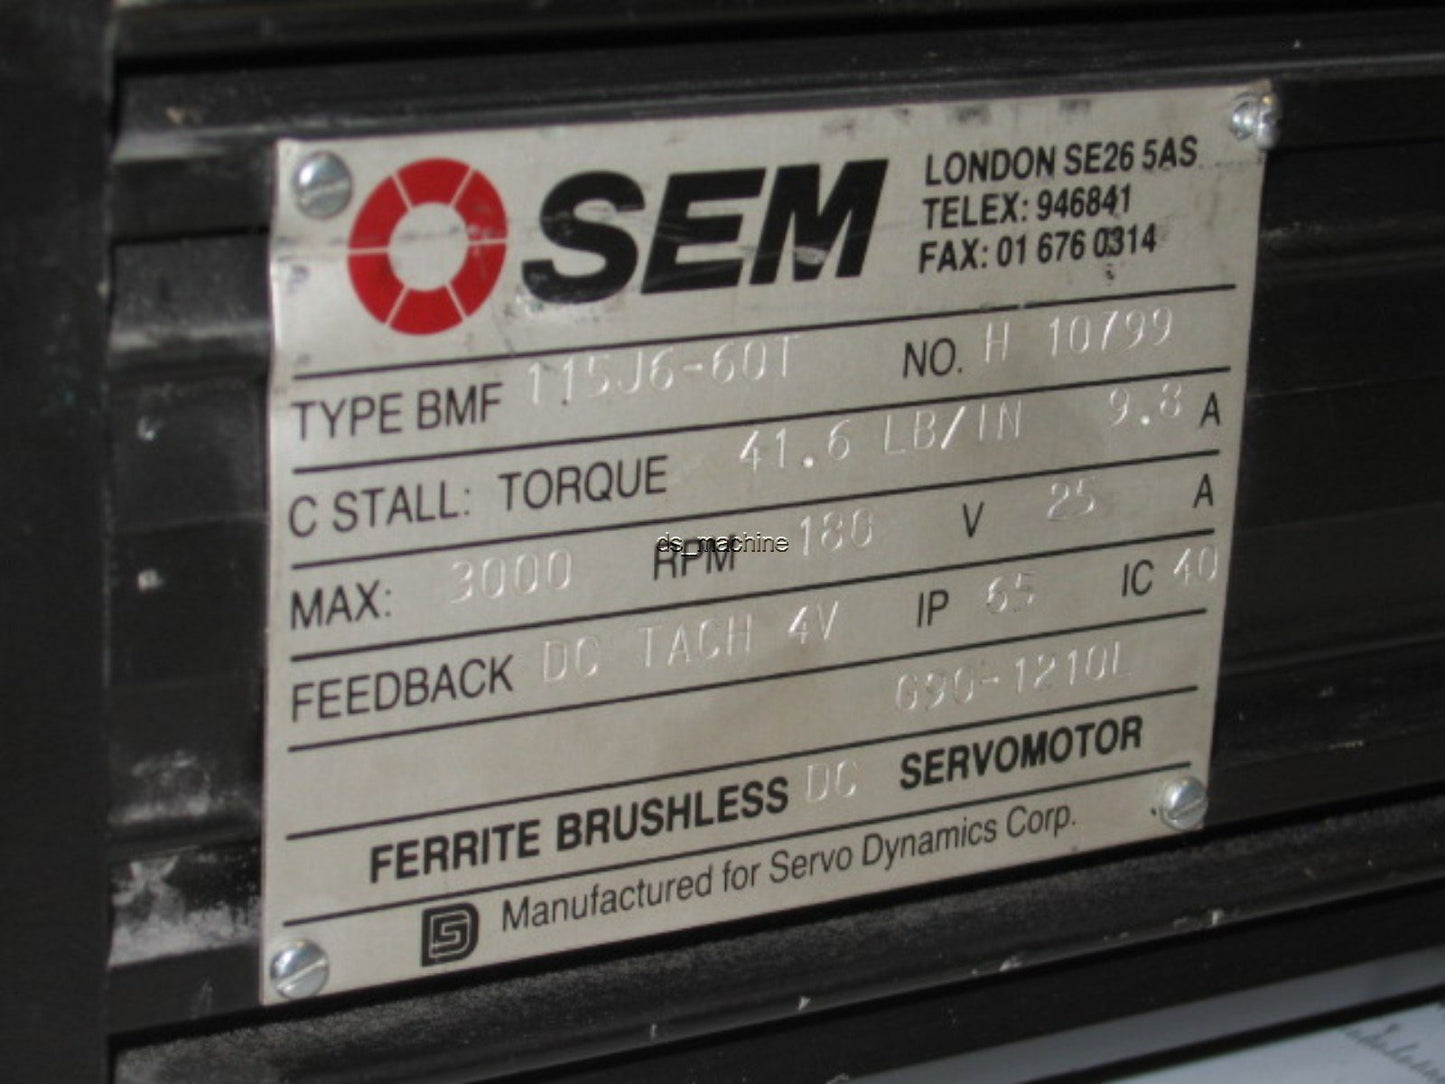 SEM
LONDON SE26 5AS
TELEX: 946841
FAX: 01 676 0314
TYPE BMF 115J6-60T NO. H 10799
C STALL: TORQUE 41.6 LB/IN 9.8 A
MAX: 3000 RPM 180 V 25 A
ds_machine
FEEDBACK DC TACH 4V IP 65 IC 40
G90-1210L
FERRITE BRUSHLESS DC SERVOMOTOR
Manufactured for Servo Dynamics Corp.